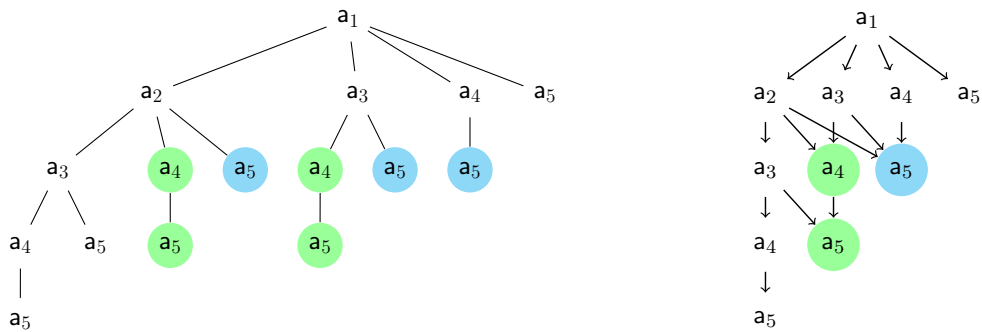 a₁ a₁
a₂ a₃ a₄ a₅ a₂ a₃ a₄ a₅
a₃ a₄ a₅ a₄ a₅ a₅ a₃ a₄ a₅
a₄ a₅ a₅ a₅ a₄ a₅
a₅ a₅